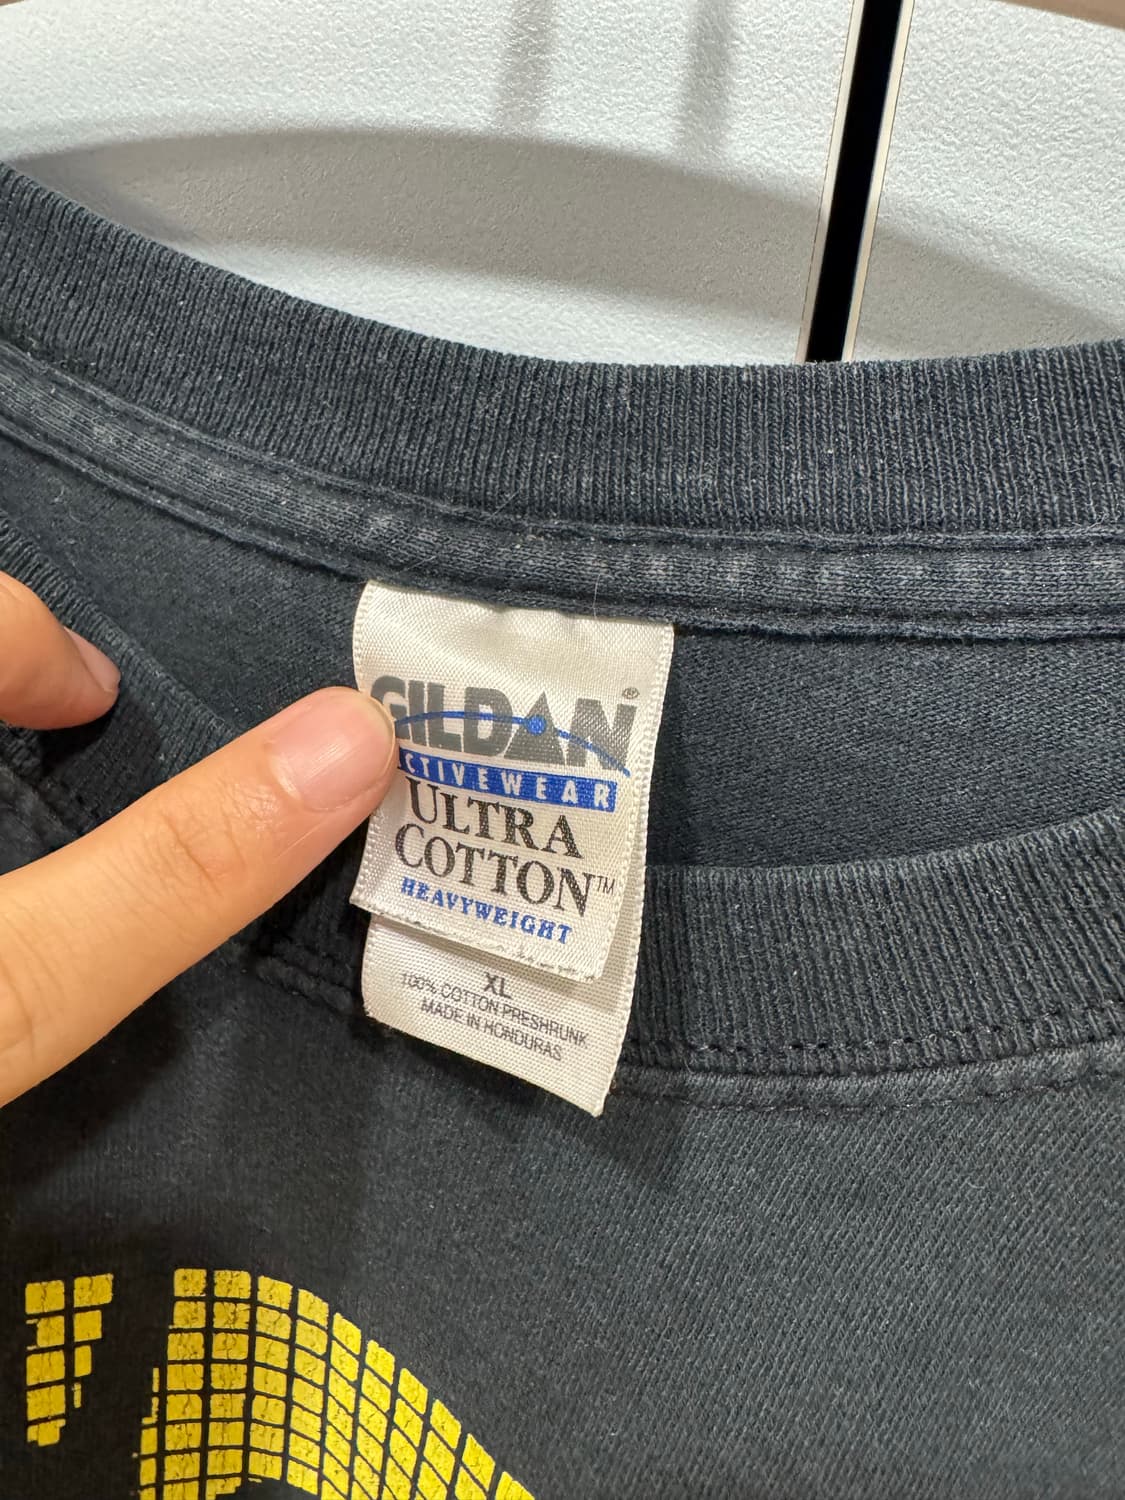 GILDAN®
ACTIVEWEAR
ULTRA
COTTON™
HEAVYWEIGHT
XL
100% COTTON PRESHRUNK
MADE IN HONDURAS